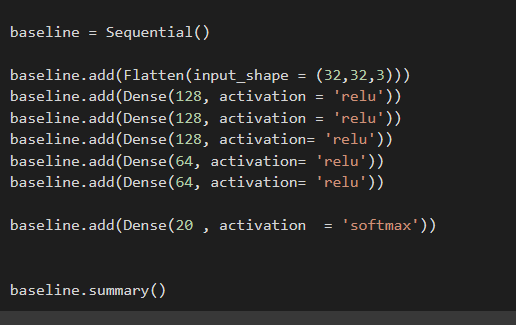 baseline = Sequential()
baseline.add(Flatten(input_shape = (32,32,3)))
baseline.add(Dense(128, activation = 'relu'))
baseline.add(Dense(128, activation = 'relu'))
baseline.add(Dense(128, activation= 'relu'))
baseline.add(Dense(64, activation= 'relu'))
baseline.add(Dense(64, activation= 'relu'))
baseline.add(Dense(20 , activation  = 'softmax'))
baseline.summary()